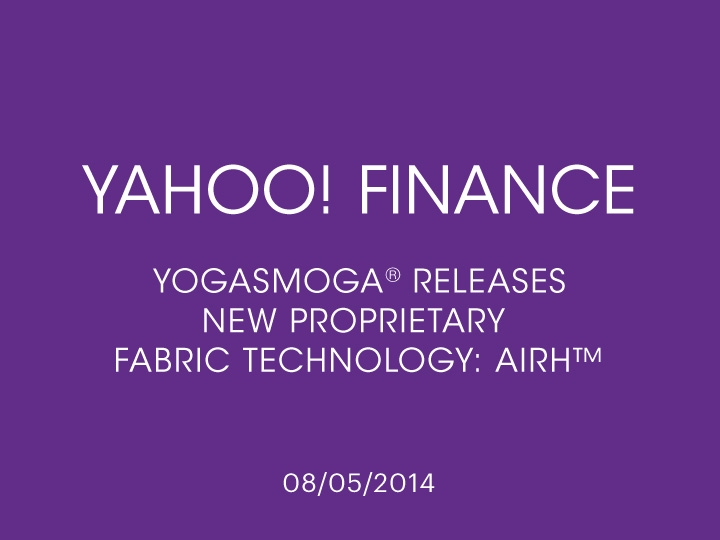 YAHOO! FINANCE
YOGASMOGA® RELEASES
NEW PROPRIETARY
FABRIC TECHNOLOGY: AIRH™
08/05/2014